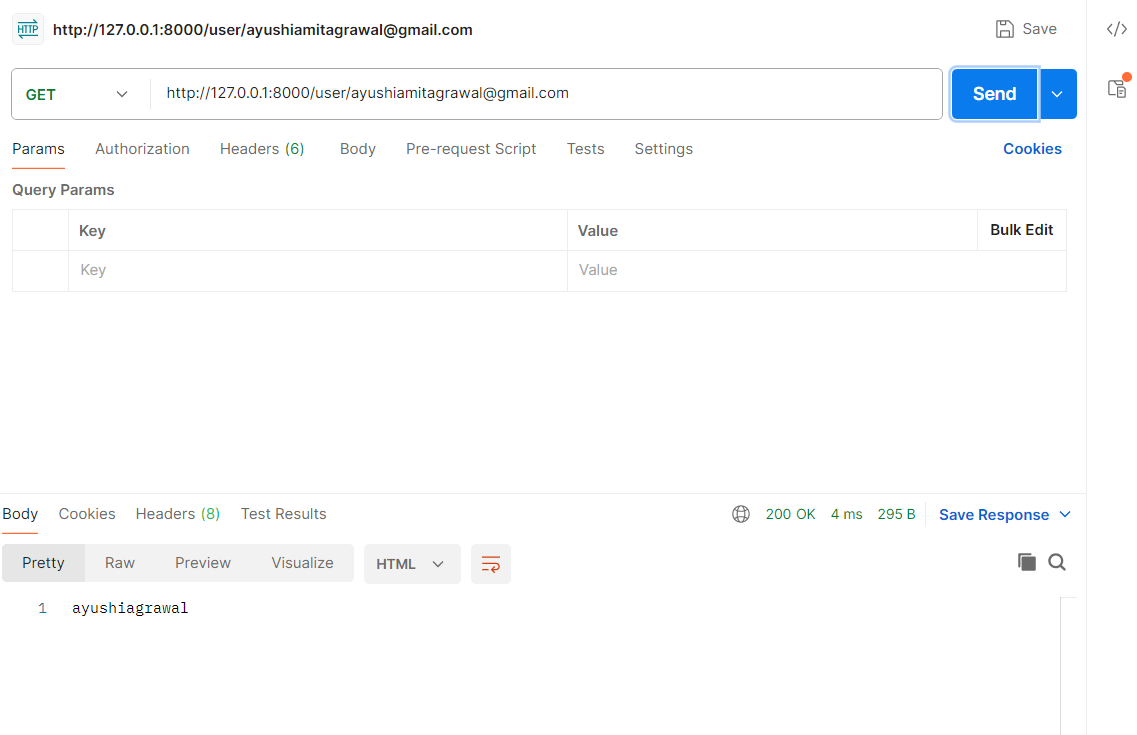 HTTP http://127.0.0.1:8000/user/ayushiamitagrawal@gmail.com Save </>
GET http://127.0.0.1:8000/user/ayushiamitagrawal@gmail.com Send
Params Authorization Headers (6) Body Pre-request Script Tests Settings Cookies
Query Params
Key Value Bulk Edit
Key Value
Body Cookies Headers (8) Test Results 200 OK 4 ms 295 B Save Response
Pretty Raw Preview Visualize HTML
1 ayushiagrawal